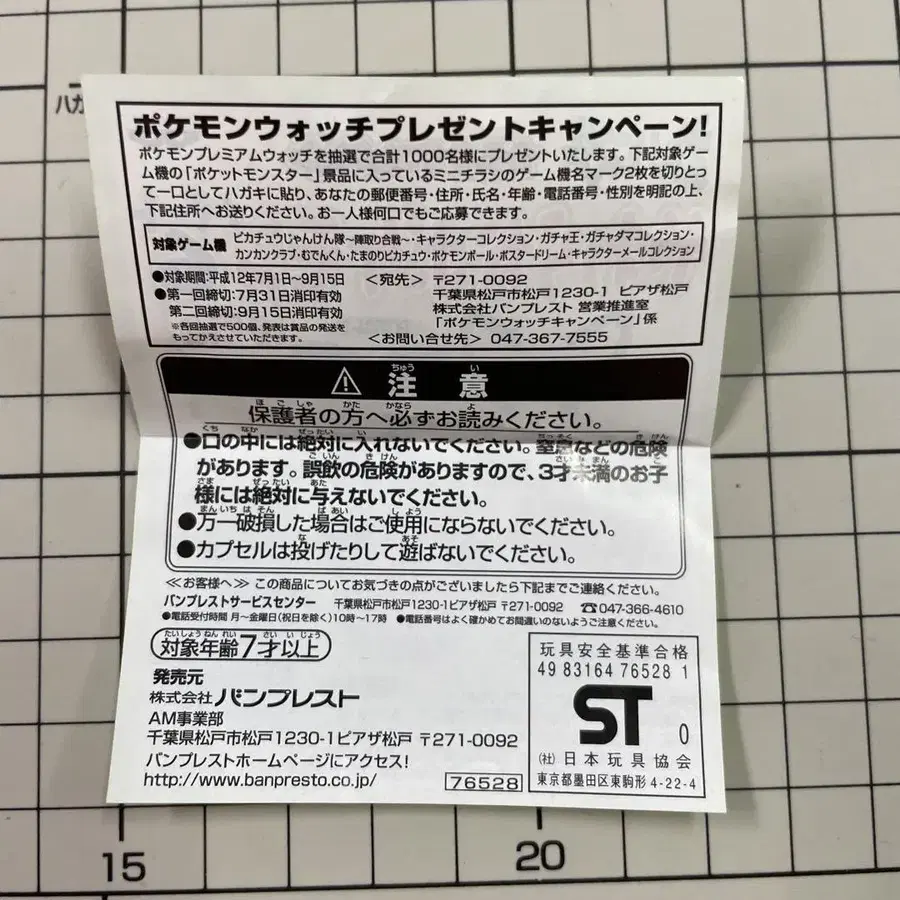 ハガ
ポケモンウォッチプレゼントキャンペーン!
ポケモンプレミアムウォッチを抽選で合計1000名様にプレゼントいたします。下記対象ゲー
ム機の「ポケットモンスター」景品に入っているミニチラシのゲーム機名マーク2枚を切りとっ
て一口としてハガキに貼り、あなたの郵便番号・住所・氏名・年齢・電話番号・性別を明記の上、
下記住所へお送りください。お一人様何口でもご応募できます。
対象ゲーム機
ピカチュウじゃんけん隊〜陣取り合戦〜・キャラクターコレクション・ガチャ王・ガチャダマコレクション・
カンカンクラブ・むでんくん・たまのりピカチュウ・ポケモンボール・ポスタードリーム・キャラクターメールコレクション
●対象期間:平成12年7月1日〜9月15日
●第一回締切:7月31日消印有効
第二回締切:9月15日消印有効
※各回抽選で500個、発表は賞品の発送を
もってかえさせていただきます。
<宛先> 〒271-0092
千葉県松戸市松戸1230-1 ピアザ松戸
株式会社バンプレスト 営業推進室
「ポケモンウォッチキャンペーン」係
<お問い合せ先> 047-367-7555
⚠ 注意
保護者の方へ必ずお読みください。
●口の中には絶対に入れないでください。窒息などの危険
があります。誤飲の危険がありますので、3才未満のお子
様には絶対に与えないでください。
●万一破損した場合はご使用にならないでください。
●カプセルは投げたりして遊ばないでください。
≪お客様へ≫ この商品についてお気づきの点がございましたら下記までご連絡ください。
バンプレストサービスセンター 千葉県松戸市松戸1230-1ピアザ松戸 〒271-0092 ☎047-366-4610
●電話受付時間 月〜金曜日(祝日を除く)10時〜17時 ●電話番号はよく確かめてお間違いのないようご注意ください。
対象年齢7才以上
発売元
株式会社バンプレスト
AM事業部
千葉県松戸市松戸1230-1ピアザ松戸 〒271-0092
バンプレストホームページにアクセス!
http://www.banpresto.co.jp/
76528
玩具安全基準合格
49 83164 76528 1
ST 0
(社)日本玩具協会
東京都墨田区東駒形4-22-4
15
20